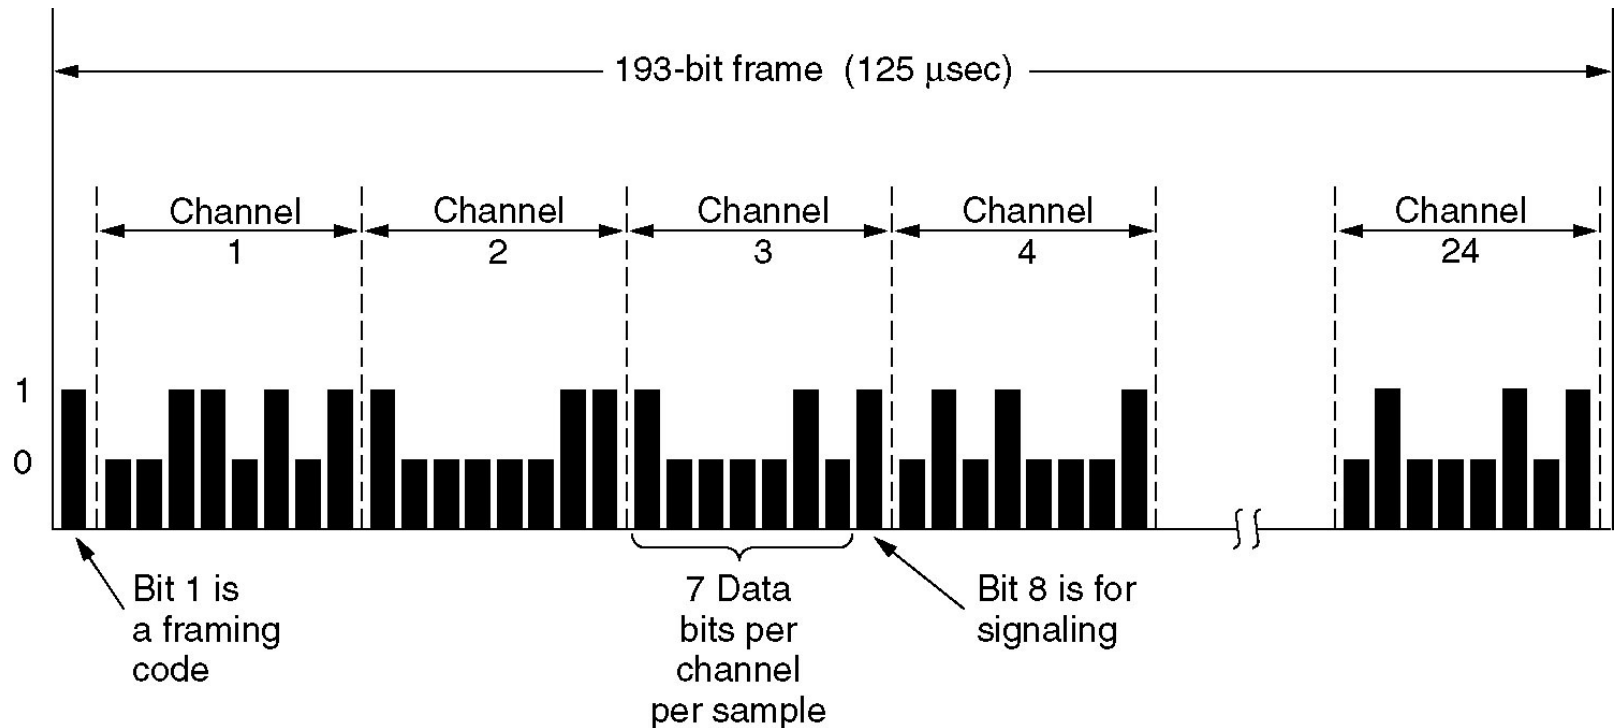 193-bit frame (125 μsec)
Channel
1
Channel
2
Channel
3
Channel
4
Channel
24
1
0
Bit 1 is
a framing
code
7 Data
bits per
channel
per sample
Bit 8 is for
signaling